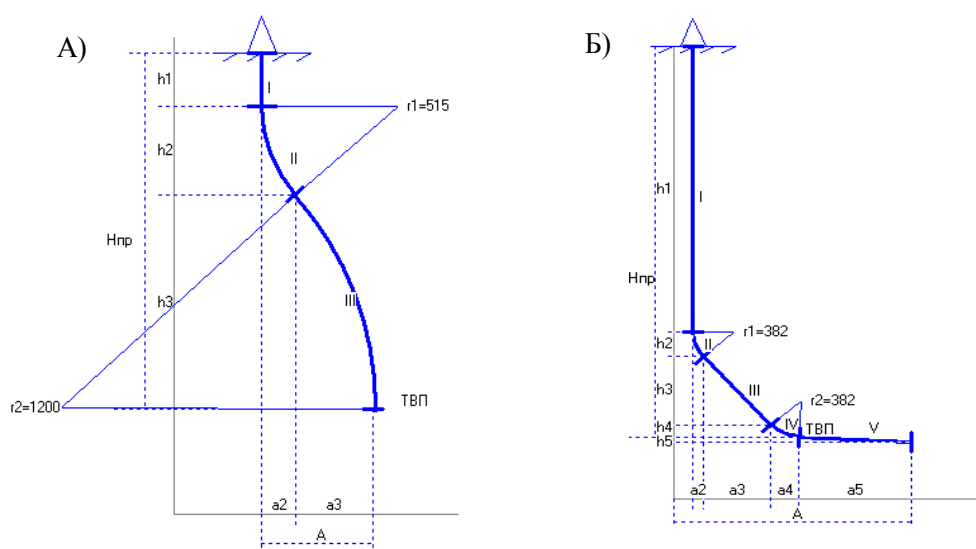 А)
h1
I
r1=515
II
h2
Нпр
h3
III
r2=1200
ТВП
a2
a3
A
Б)
h1
I
Нпр
r1=382
h2
II
h3
III
r2=382
h4
IV
ТВП
V
h5
a2
a3
a4
a5
A